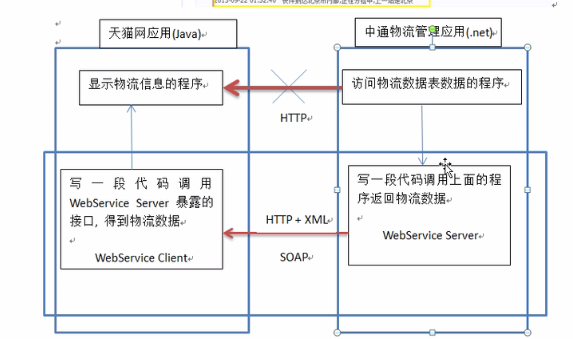 天猫网应用(Java)
中通物流管理应用(.net)
显示物流信息的程序
访问物流数据表数据的程序
HTTP
写一段代码调用
WebService Server 暴露的
接口, 得到物流数据
WebService Client
HTTP + XML
SOAP
写一段代码调用上面的程
序返回物流数据
WebService Server